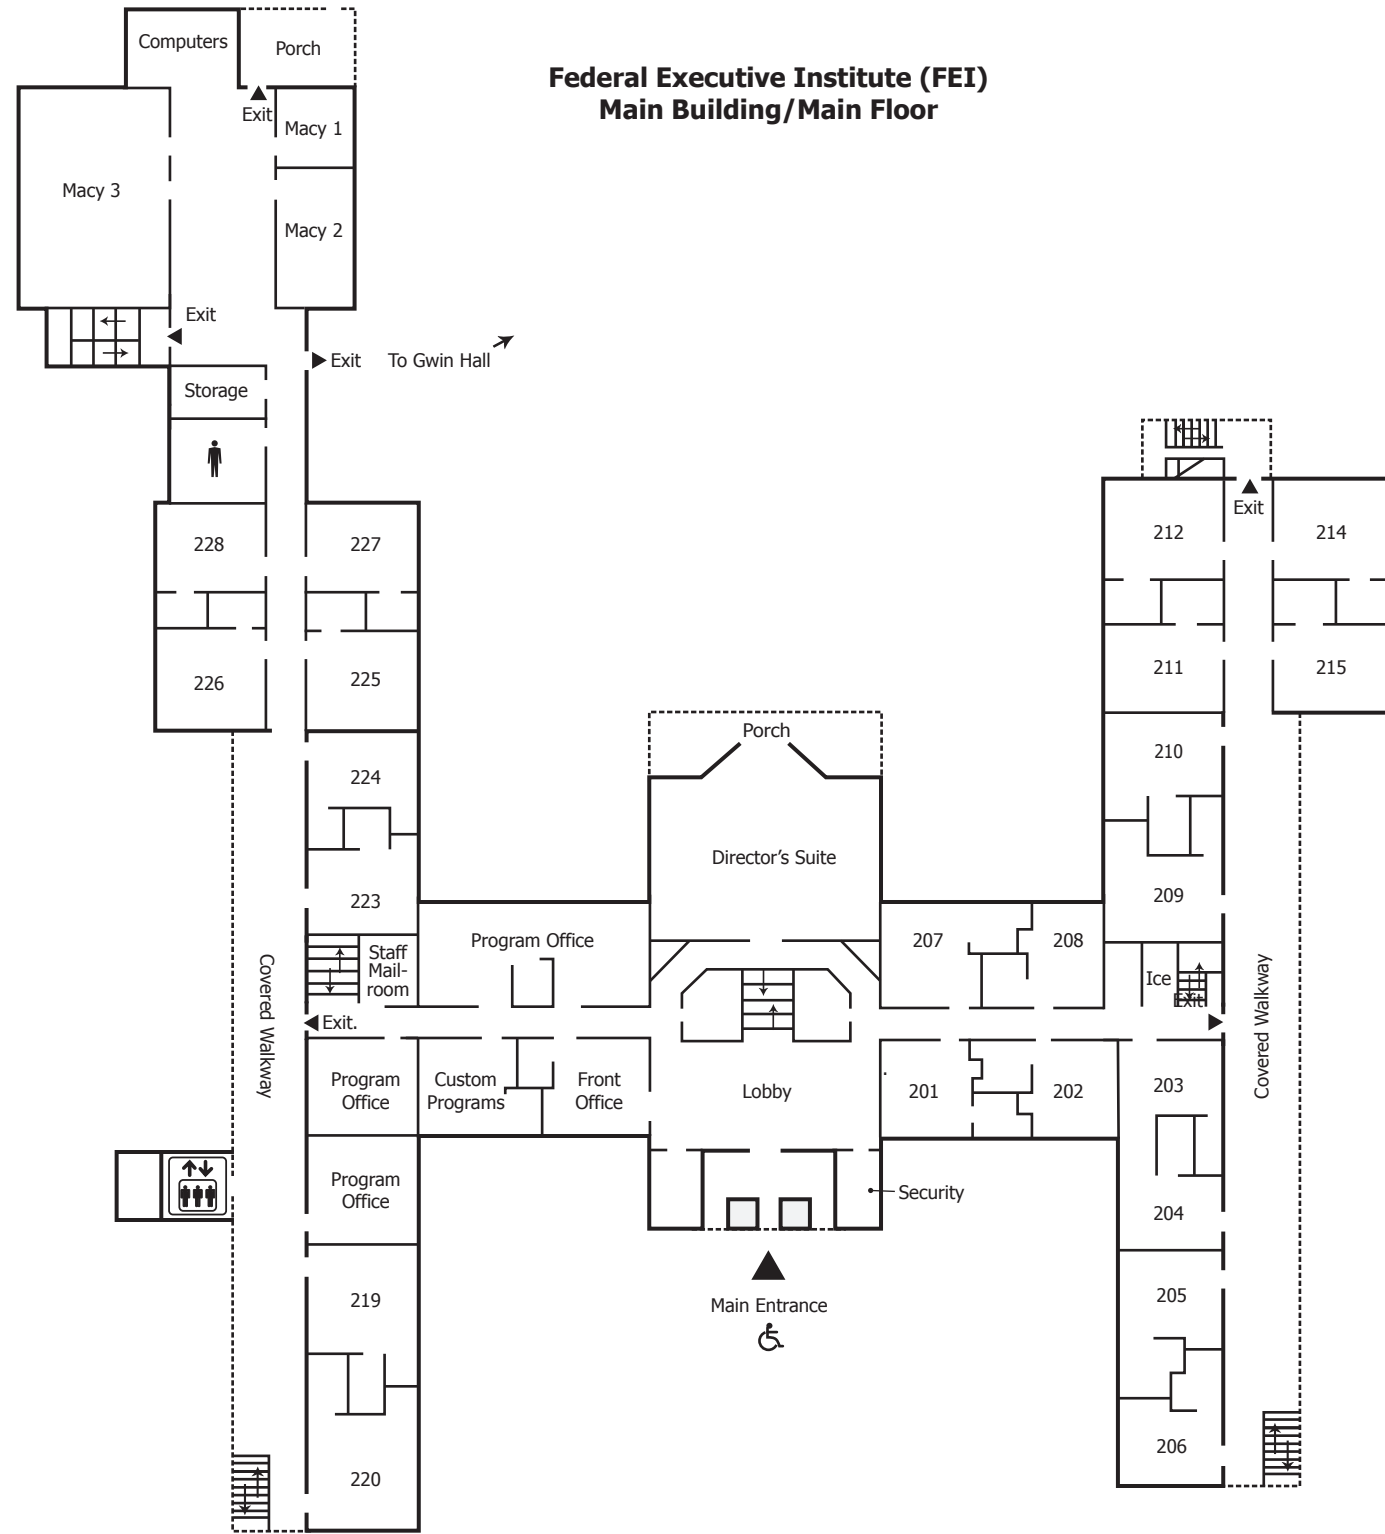 Federal Executive Institute (FEI)
Main Building/Main Floor
Computers
Porch
Exit
Macy 1
Macy 3
Macy 2
Exit
Exit
To Gwin Hall
Storage
228
227
226
225
224
223
Staff
Mail-
room
Program Office
Exit.
Covered Walkway
Program
Office
Custom
Programs
Front
Office
Program
Office
219
220
Porch
Director's Suite
Lobby
Security
Main Entrance
Exit
212
214
211
215
210
209
207
208
Ice
Exit
Covered Walkway
201
202
203
204
205
206